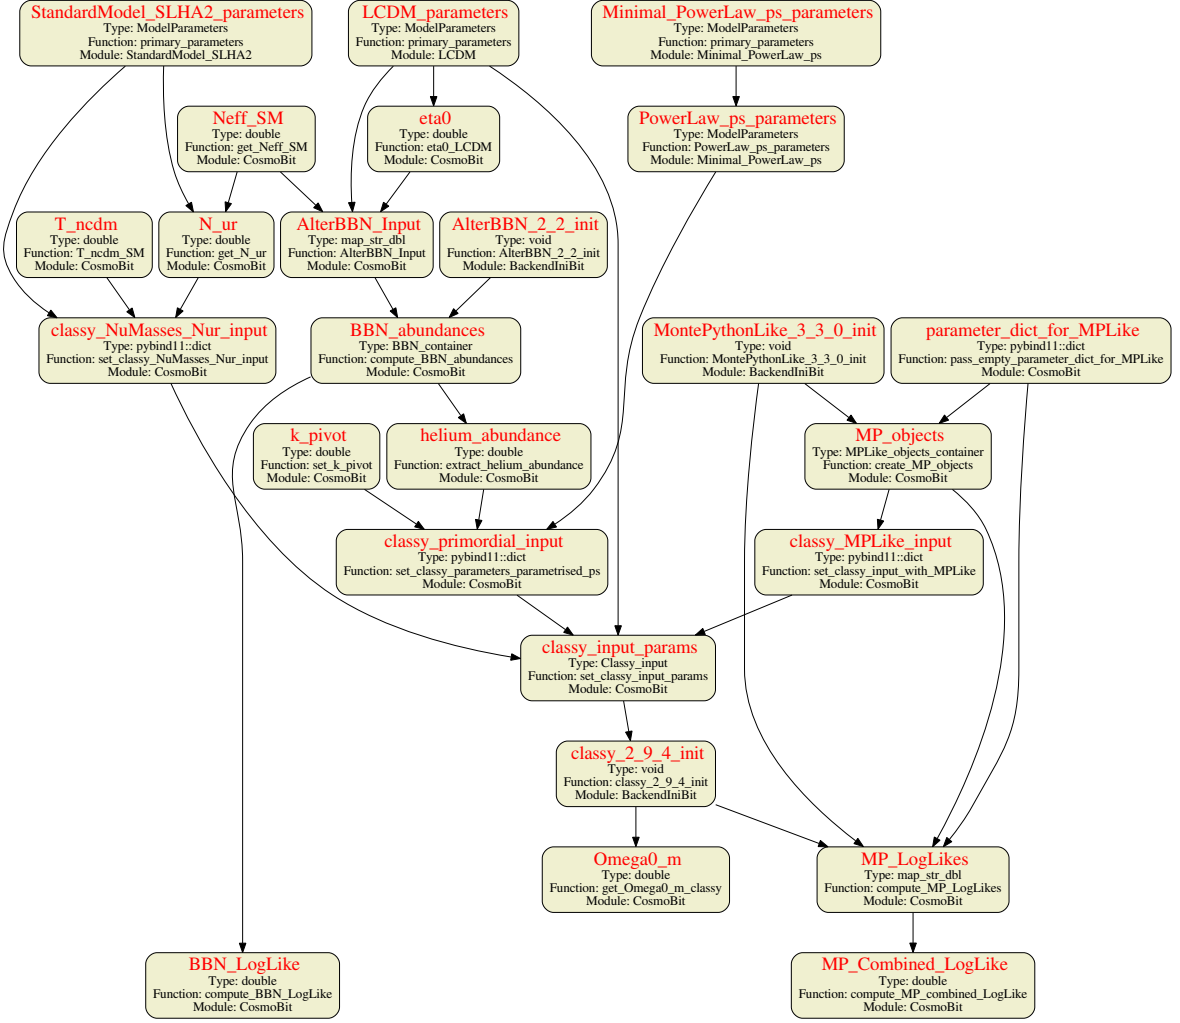 StandardModel_SLHA2_parameters
Type: ModelParameters
Function: primary_parameters
Module: StandardModel_SLHA2
LCDM_parameters
Type: ModelParameters
Function: primary_parameters
Module: LCDM
Minimal_PowerLaw_ps_parameters
Type: ModelParameters
Function: primary_parameters
Module: Minimal_PowerLaw_ps
Neff_SM
Type: double
Function: get_Neff_SM
Module: CosmoBit
eta0
Type: double
Function: eta0_LCDM
Module: CosmoBit
PowerLaw_ps_parameters
Type: ModelParameters
Function: PowerLaw_ps_parameters
Module: Minimal_PowerLaw_ps
T_ncdm
Type: double
Function: T_ncdm_SM
Module: CosmoBit
N_ur
Type: double
Function: get_N_ur
Module: CosmoBit
AlterBBN_Input
Type: map_str_dbl
Function: AlterBBN_Input
Module: CosmoBit
AlterBBN_2_2_init
Type: void
Function: AlterBBN_2_2_init
Module: BackendIniBit
classy_NuMasses_Nur_input
Type: pybind11::dict
Function: set_classy_NuMasses_Nur_input
Module: CosmoBit
BBN_abundances
Type: BBN_container
Function: compute_BBN_abundances
Module: CosmoBit
MontePythonLike_3_3_0_init
Type: void
Function: MontePythonLike_3_3_0_init
Module: BackendIniBit
parameter_dict_for_MPLike
Type: pybind11::dict
Function: pass_empty_parameter_dict_for_MPLike
Module: CosmoBit
k_pivot
Type: double
Function: set_k_pivot
Module: CosmoBit
helium_abundance
Type: double
Function: extract_helium_abundance
Module: CosmoBit
MP_objects
Type: MPLike_objects_container
Function: create_MP_objects
Module: CosmoBit
classy_primordial_input
Type: pybind11::dict
Function: set_classy_parameters_parametrised_ps
Module: CosmoBit
classy_MPLike_input
Type: pybind11::dict
Function: set_classy_input_with_MPLike
Module: CosmoBit
classy_input_params
Type: Classy_input
Function: set_classy_input_params
Module: CosmoBit
classy_2_9_4_init
Type: void
Function: classy_2_9_4_init
Module: BackendIniBit
Omega0_m
Type: double
Function: get_Omega0_m_classy
Module: CosmoBit
MP_LogLikes
Type: map_str_dbl
Function: compute_MP_LogLikes
Module: CosmoBit
BBN_LogLike
Type: double
Function: compute_BBN_LogLike
Module: CosmoBit
MP_Combined_LogLike
Type: double
Function: compute_MP_combined_LogLike
Module: CosmoBit